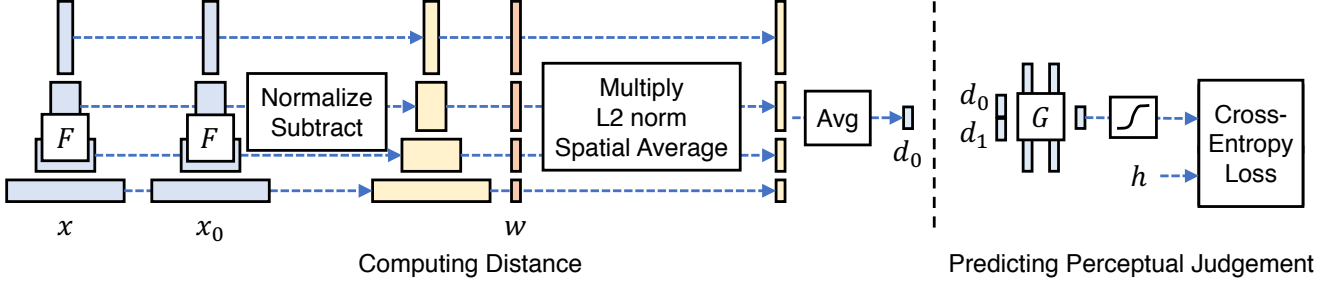 F
F
Normalize
Subtract
Multiply
L2 norm
Spatial Average
Avg
d₀
x
x₀
w
Computing Distance
d₀
d₁
G
h
Cross-
Entropy
Loss
Predicting Perceptual Judgement